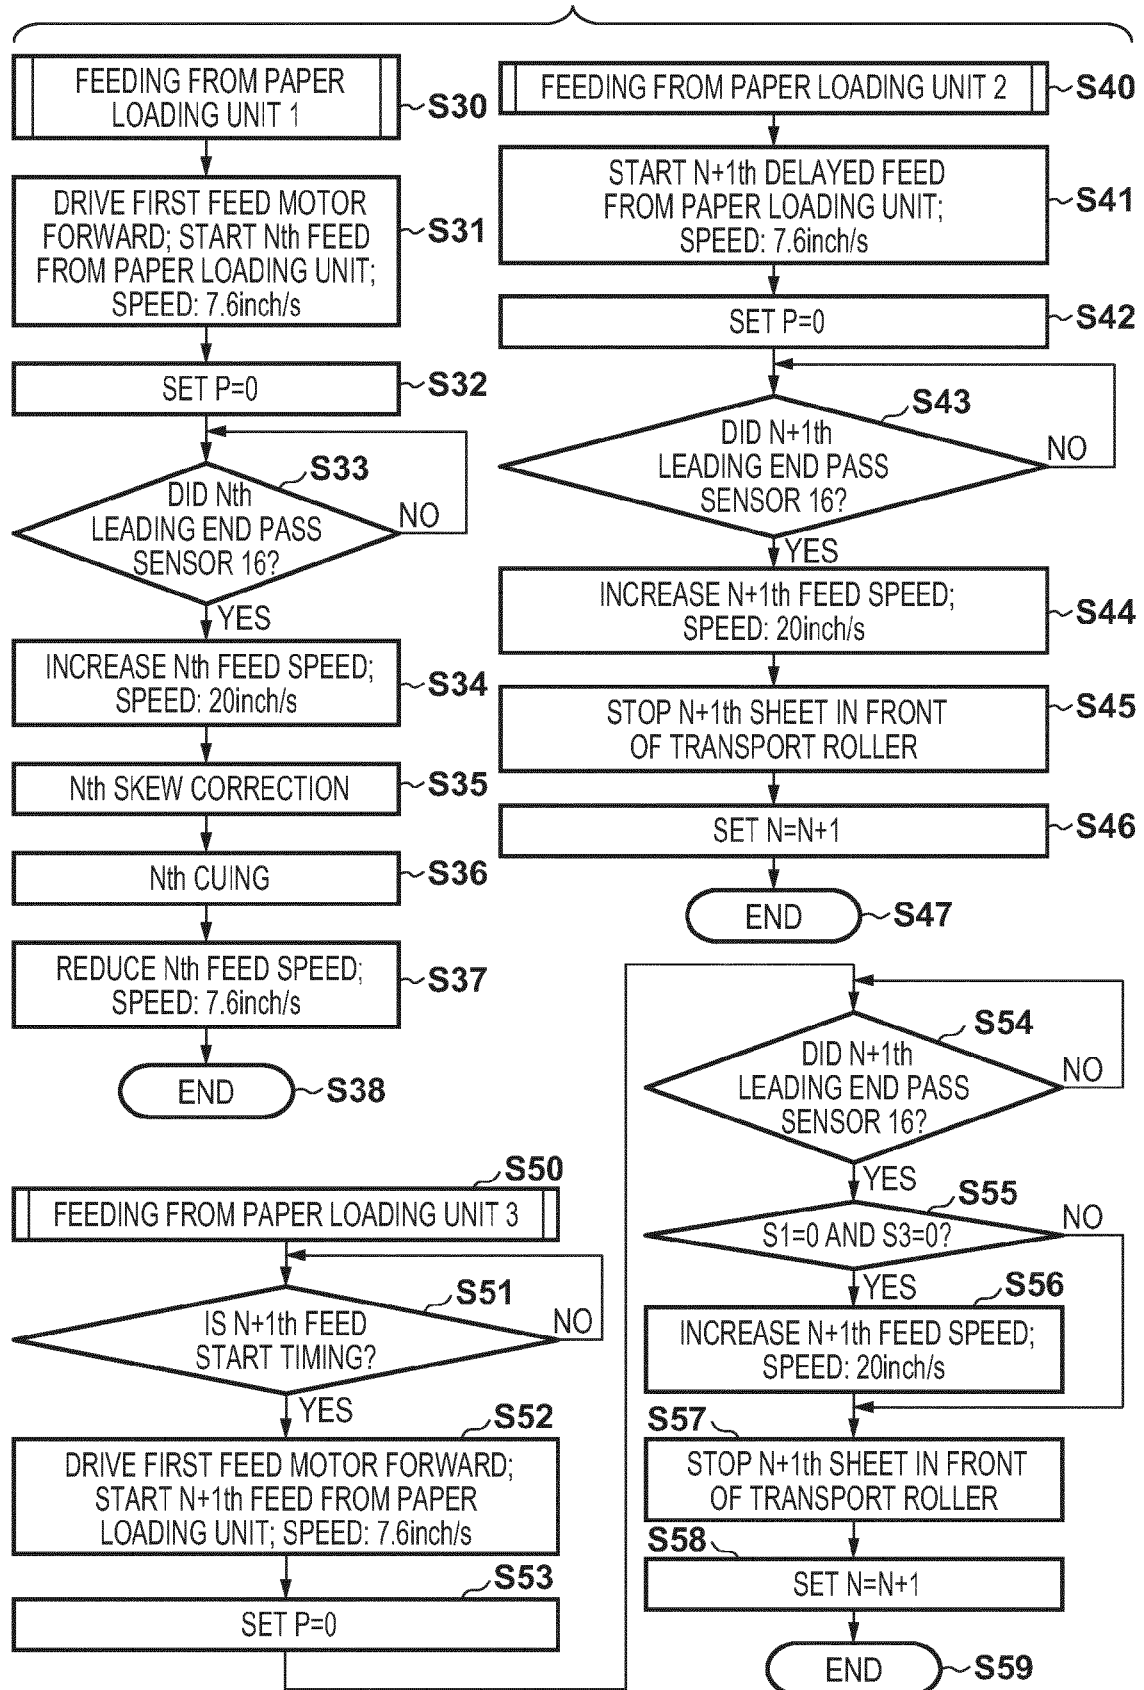 FEEDING FROM PAPER
LOADING UNIT 1
S30
DRIVE FIRST FEED MOTOR
FORWARD; START Nth FEED
FROM PAPER LOADING UNIT;
SPEED: 7.6inch/s
S31
SET P=0
S32
S33
DID Nth
LEADING END PASS
SENSOR 16?
NO
YES
INCREASE Nth FEED SPEED;
SPEED: 20inch/s
S34
Nth SKEW CORRECTION
S35
Nth CUING
S36
REDUCE Nth FEED SPEED;
SPEED: 7.6inch/s
S37
END
S38
FEEDING FROM PAPER LOADING UNIT 2
S40
START N+1th DELAYED FEED
FROM PAPER LOADING UNIT;
SPEED: 7.6inch/s
S41
SET P=0
S42
S43
DID N+1th
LEADING END PASS
SENSOR 16?
NO
YES
INCREASE N+1th FEED SPEED;
SPEED: 20inch/s
S44
STOP N+1th SHEET IN FRONT
OF TRANSPORT ROLLER
S45
SET N=N+1
S46
END
S47
S50
FEEDING FROM PAPER LOADING UNIT 3
S51
IS N+1th FEED
START TIMING?
NO
YES
S52
DRIVE FIRST FEED MOTOR FORWARD;
START N+1th FEED FROM PAPER
LOADING UNIT; SPEED: 7.6inch/s
S53
SET P=0
S54
DID N+1th
LEADING END PASS
SENSOR 16?
NO
YES
S55
S1=0 AND S3=0?
NO
YES
S56
INCREASE N+1th FEED SPEED;
SPEED: 20inch/s
S57
STOP N+1th SHEET IN FRONT
OF TRANSPORT ROLLER
S58
SET N=N+1
END
S59